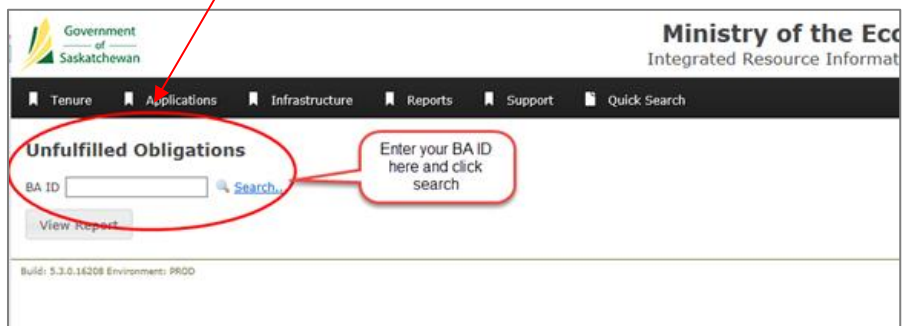 Government
of
Saskatchewan
Ministry of the Eco
Integrated Resource Informat
Tenure Applications Infrastructure Reports Support Quick Search
Unfulfilled Obligations
BA ID Search..
View Report
Enter your BA ID
here and click
search
Build: 5.3.0.16208 Environment: PROD